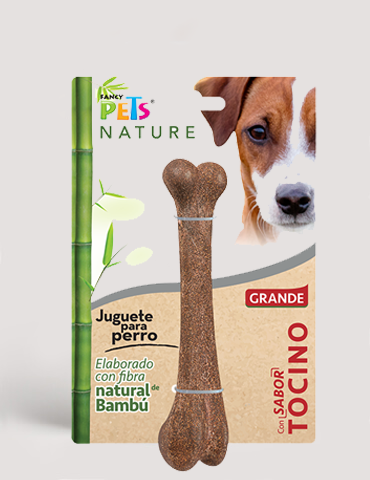 FANCY
PETS®
NATURE
GRANDE
Juguete
para
perro
Elaborado
con fibra
natural de
Bambú
Con SABOR
TOCINO